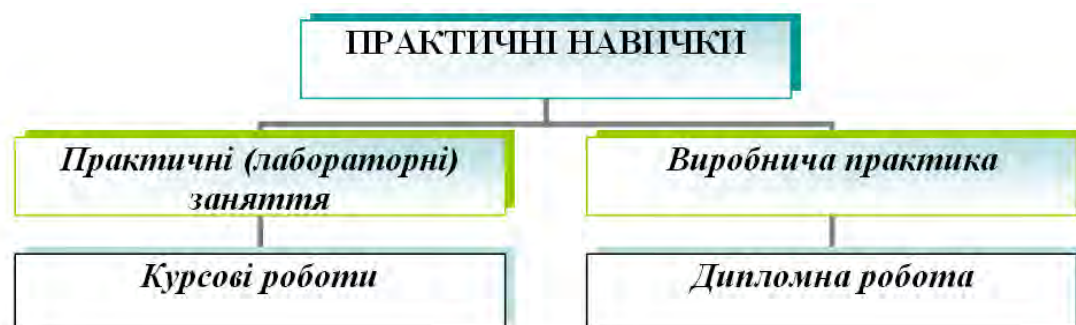 ПРАКТИЧНІ НАВИЧКИ
Практичні (лабораторні)
заняття
Виробнича практика
Курсові роботи
Дипломна робота